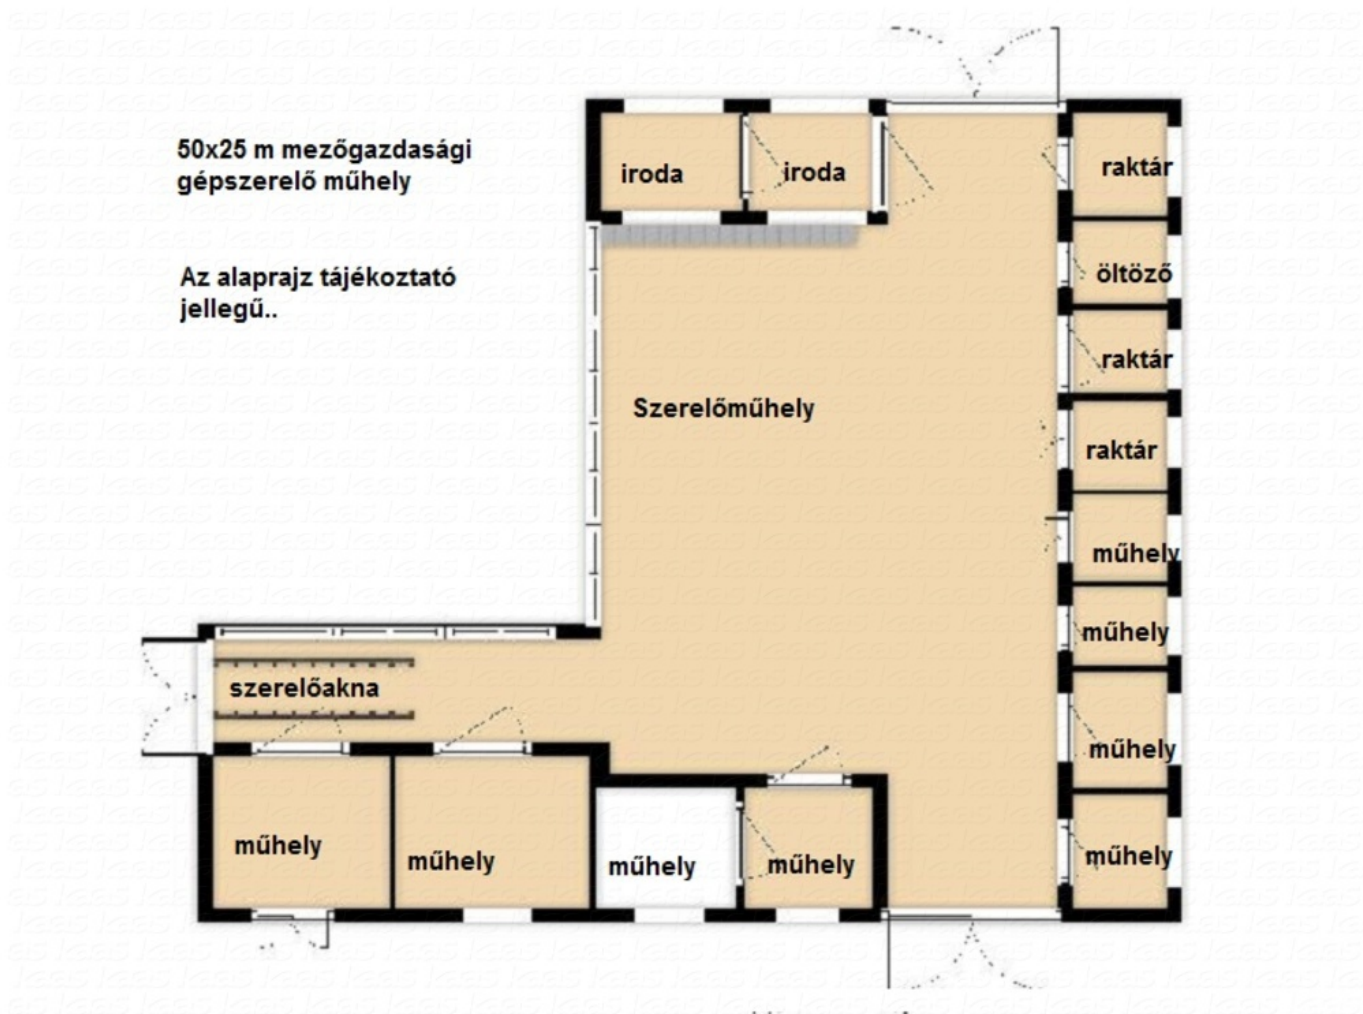 50x25 m mezőgazdasági
gépszerelő műhely
Az alaprajz tájékoztató
jellegű..
iroda
iroda
raktár
öltöző
raktár
Szerelőműhely
raktár
műhely
műhely
szerelőakna
műhely
műhely
műhely
műhely
műhely
műhely